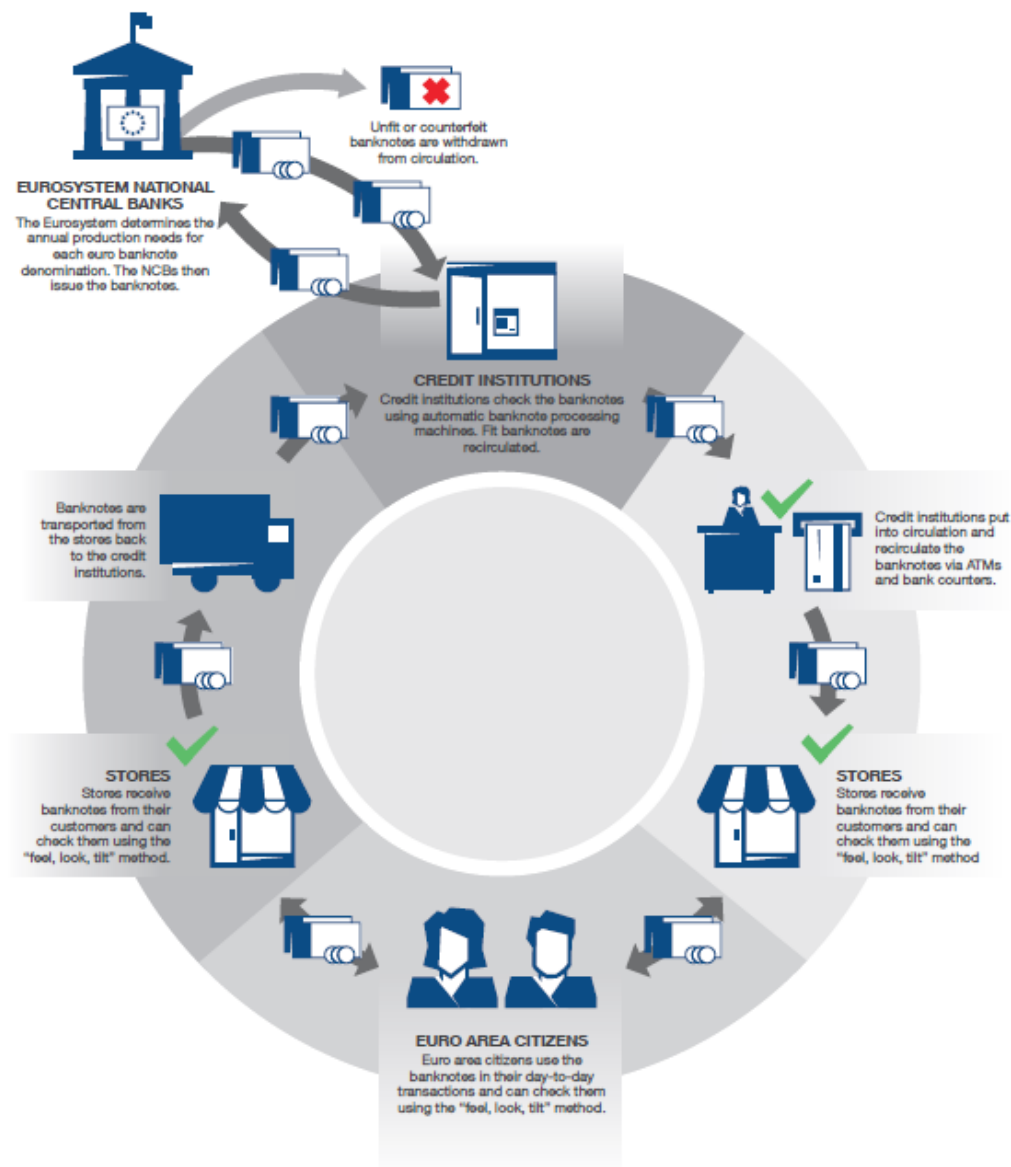 Unfit or counterfeit
banknotes are withdrawn
from circulation.
EUROSYSTEM NATIONAL
CENTRAL BANKS
The Eurosystem determines the
annual production needs for
each euro banknote
denomination. The NCBs then
issue the banknotes.
CREDIT INSTITUTIONS
Credit institutions check the banknotes
using automatic banknote processing
machines. Fit banknotes are
recirculated.
Banknotes are
transported from
the stores back
to the credit
institutions.
Credit institutions put
into circulation and
recirculate the
banknotes via ATMs
and bank counters.
STORES
Stores receive
banknotes from their
customers and can
check them using the
“feel, look, tilt” method.
STORES
Stores receive
banknotes from their
customers and can
check them using the
“feel, look, tilt” method
EURO AREA CITIZENS
Euro area citizens use the
banknotes in their day-to-day
transactions and can check them
using the “feel, look, tilt” method.